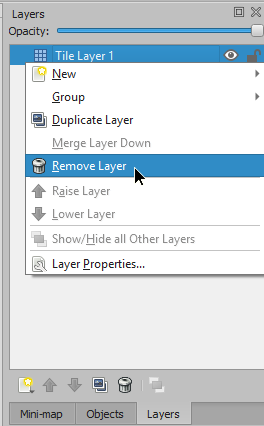 Layers
Opacity:
Tile Layer 1
New
Group
Duplicate Layer
Merge Layer Down
Remove Layer
Raise Layer
Lower Layer
Show/Hide all Other Layers
Layer Properties...
Mini-map Objects Layers